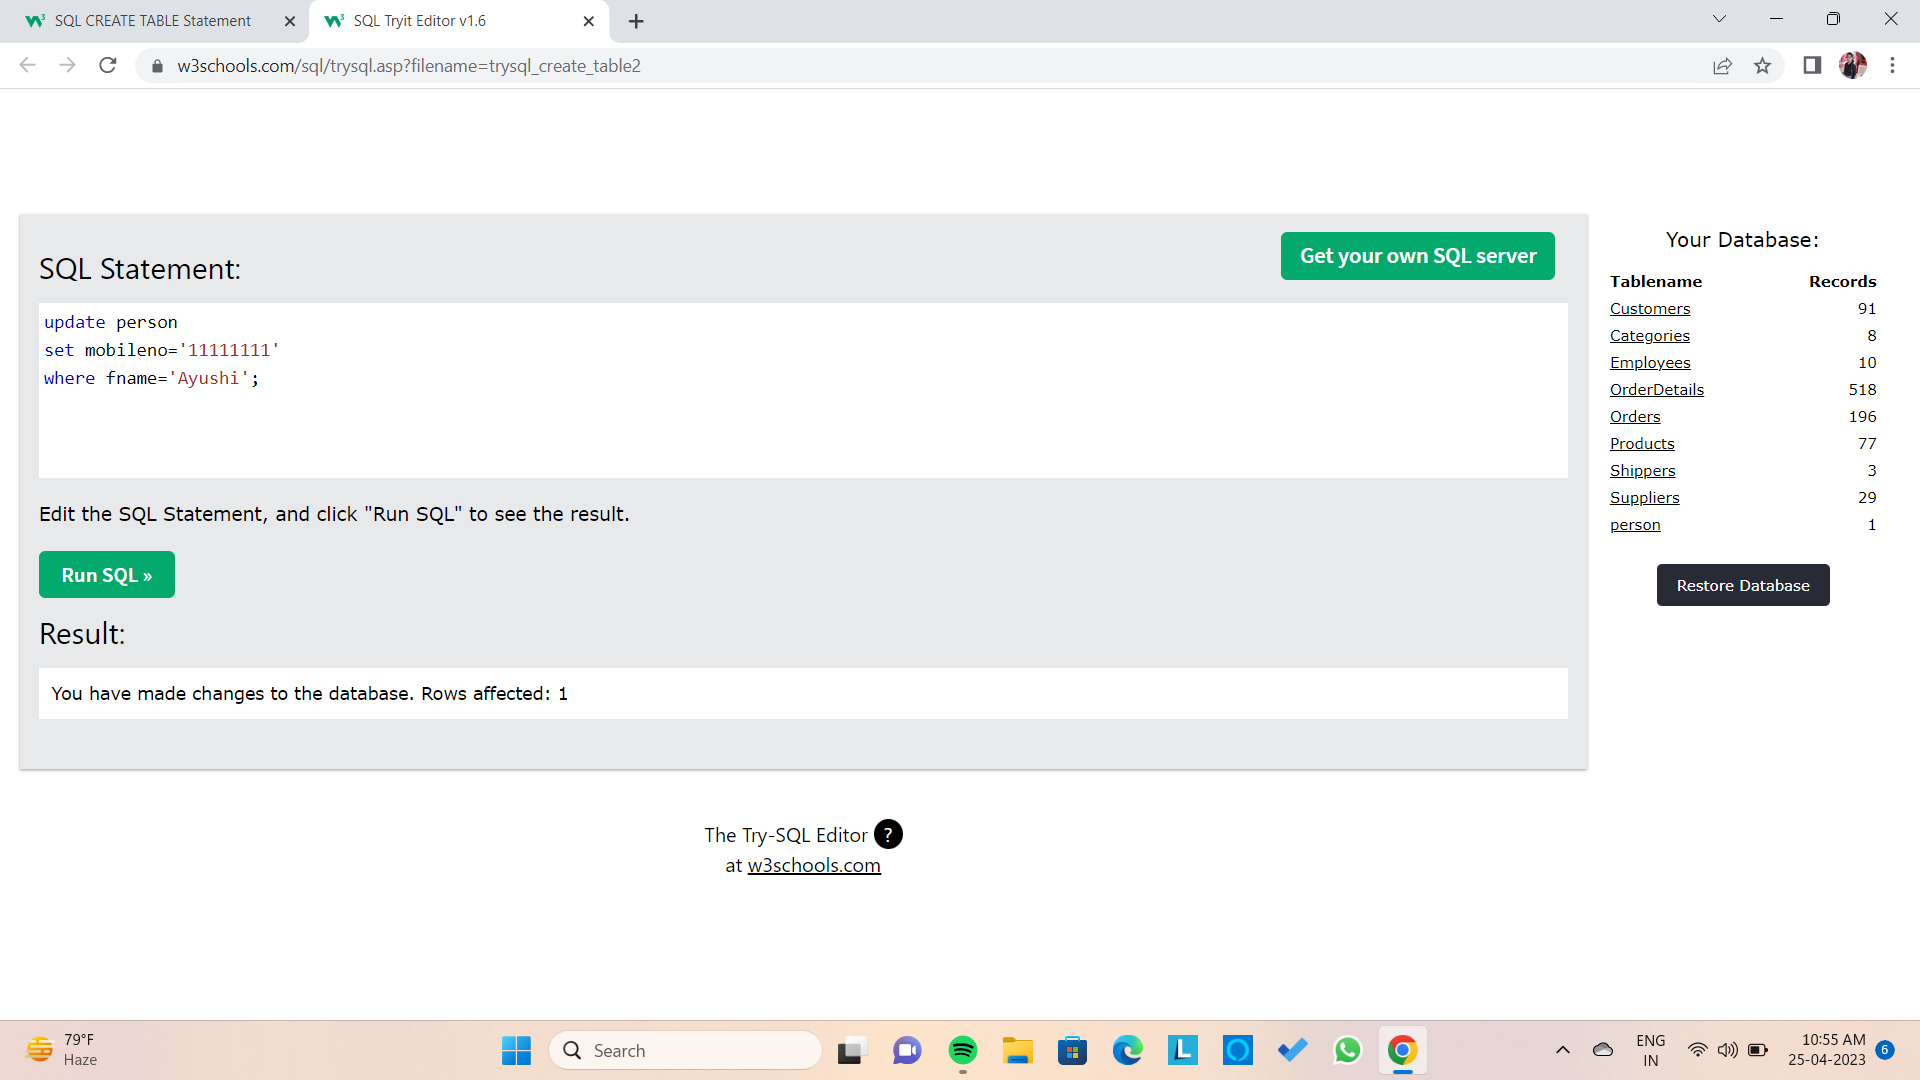 SQL CREATE TABLE Statement
SQL Tryit Editor v1.6
w3schools.com/sql/trysql.asp?filename=trysql_create_table2
SQL Statement:
Get your own SQL server
update person
set mobileno='11111111'
where fname='Ayushi';
Edit the SQL Statement, and click "Run SQL" to see the result.
Run SQL »
Result:
You have made changes to the database. Rows affected: 1
The Try-SQL Editor ?
at w3schools.com
Your Database:
Tablename Records
Customers 91
Categories 8
Employees 10
OrderDetails 518
Orders 196
Products 77
Shippers 3
Suppliers 29
person 1
Restore Database
79°F
Haze
Search
ENG
IN
10:55 AM
25-04-2023
6